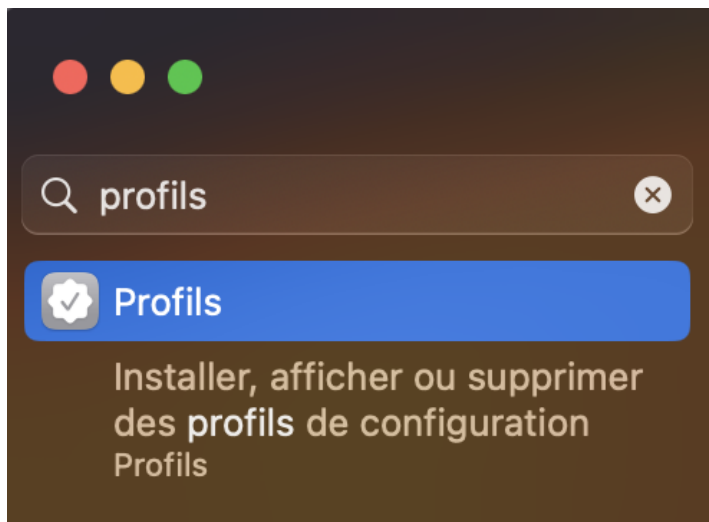 profils
Profils
Installer, afficher ou supprimer
des profils de configuration
Profils